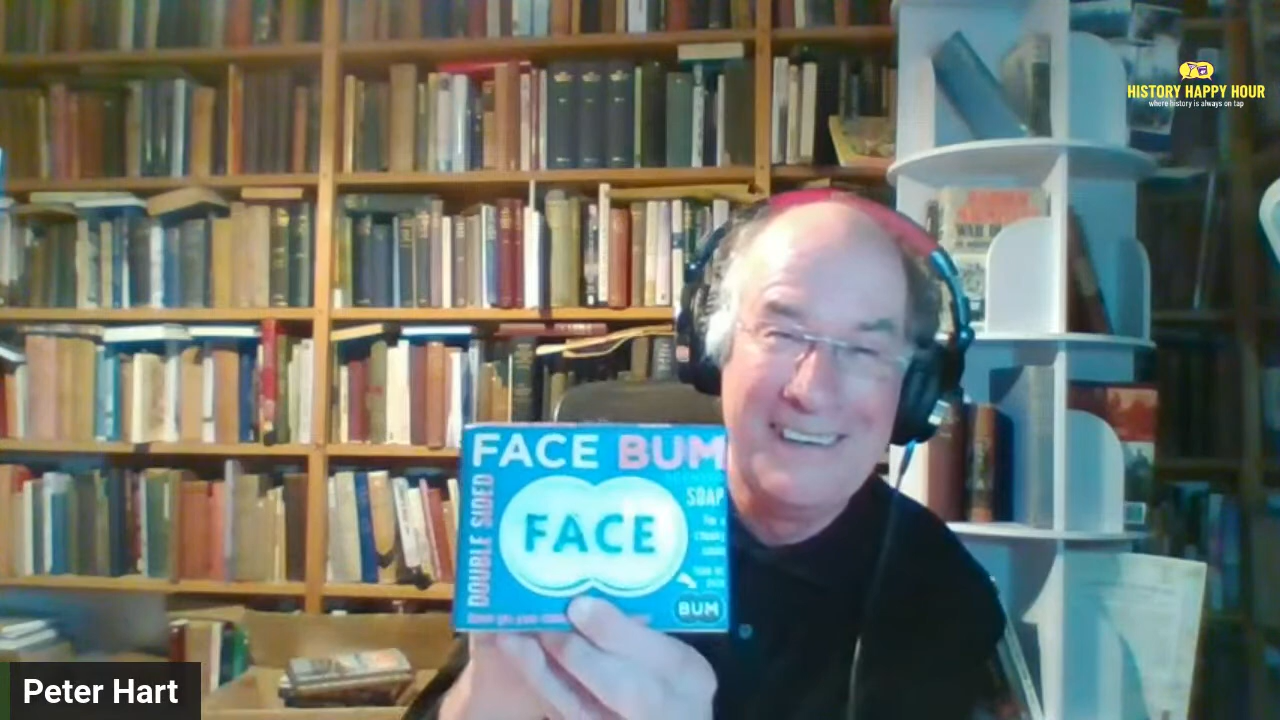 HISTORY HAPPY HOUR
where history is always on tap
FACE BUM
DOUBLE SIDED
FACE
SOAP
BUM
Peter Hart